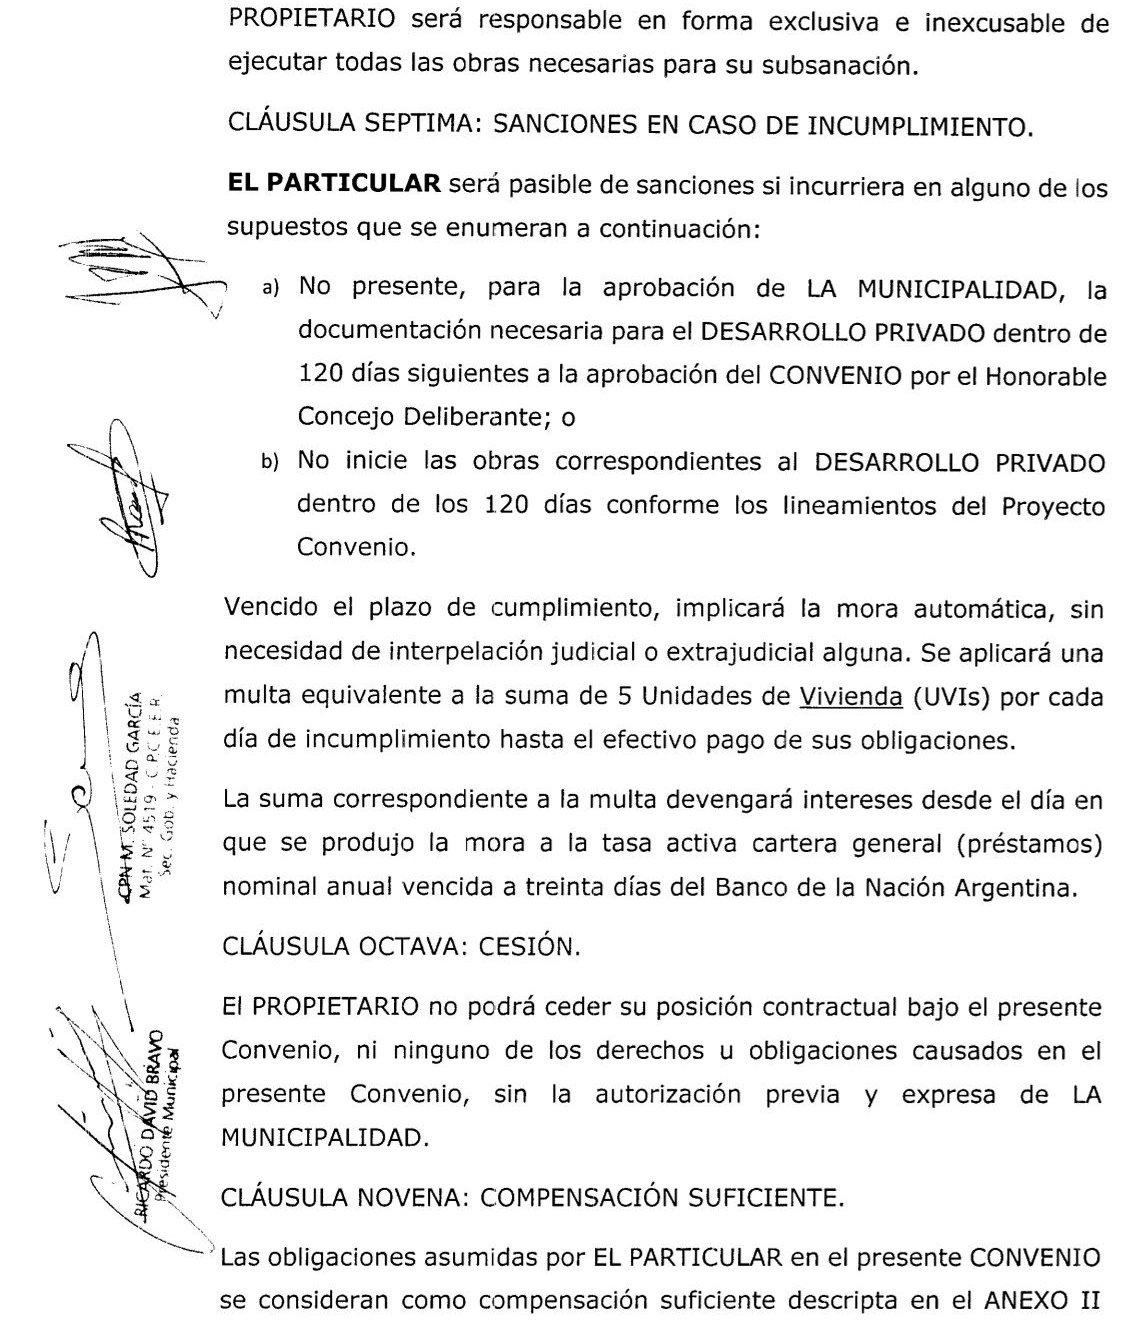 PROPIETARIO será responsable en forma exclusiva e inexcusable de
ejecutar todas las obras necesarias para su subsanación.
CLÁUSULA SEPTIMA: SANCIONES EN CASO DE INCUMPLIMIENTO.
EL PARTICULAR será pasible de sanciones si incurriera en alguno de los
supuestos que se enumeran a continuación:
a) No presente, para la aprobación de LA MUNICIPALIDAD, la
documentación necesaria para el DESARROLLO PRIVADO dentro de
120 días siguientes a la aprobación del CONVENIO por el Honorable
Concejo Deliberante; o
b) No inicie las obras correspondientes al DESARROLLO PRIVADO
dentro de los 120 días conforme los lineamientos del Proyecto
Convenio.
Vencido el plazo de cumplimiento, implicará la mora automática, sin
necesidad de interpelación judicial o extrajudicial alguna. Se aplicará una
multa equivalente a la suma de 5 Unidades de Vivienda (UVIs) por cada
día de incumplimiento hasta el efectivo pago de sus obligaciones.
La suma correspondiente a la multa devengará intereses desde el día en
que se produjo la mora a la tasa activa cartera general (préstamos)
nominal anual vencida a treinta días del Banco de la Nación Argentina.
CLÁUSULA OCTAVA: CESIÓN.
El PROPIETARIO no podrá ceder su posición contractual bajo el presente
Convenio, ni ninguno de los derechos u obligaciones causados en el
presente Convenio, sin la autorización previa y expresa de LA
MUNICIPALIDAD.
CLÁUSULA NOVENA: COMPENSACIÓN SUFICIENTE.
Las obligaciones asumidas por EL PARTICULAR en el presente CONVENIO
se consideran como compensación suficiente descripta en el ANEXO II
CPN M. SOLEDAD GARCÍA
Mat. N° 4519 - C.P.C.E.E.R.
Sec. Gob. y Hacienda
RICARDO DAVID BRAVO
Presidente Municipal